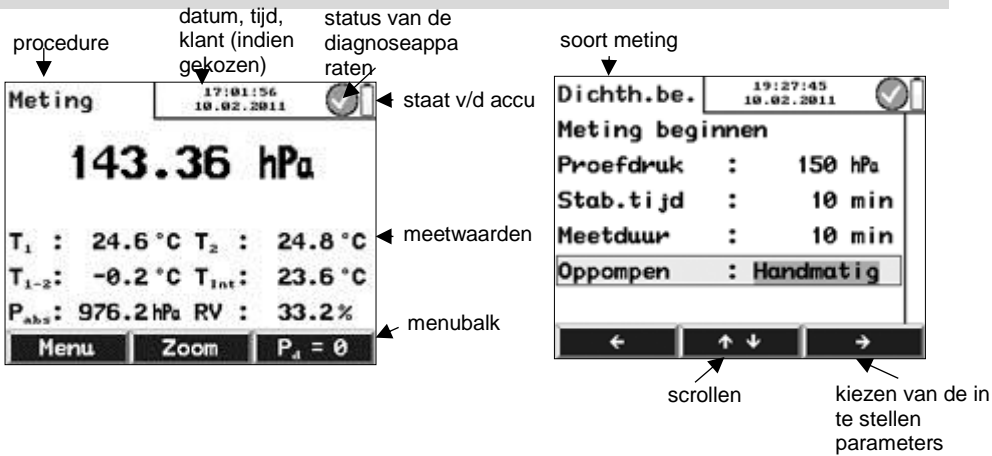 procedure
datum, tijd,
klant (indien
gekozen)
status van de
diagnoseappa
raten
Meting
17:01:56
10.02.2011
staat v/d accu
143.36 hPa
T₁ : 24.6 °C T₂ : 24.8 °C
meetwaarden
T₁₋₂: -0.2 °C T_Int: 23.6 °C
P_abs: 976.2 hPa RV : 33.2 %
menubalk
Menu Zoom P_d = 0
soort meting
Dichth.be.
19:27:45
10.02.2011
Meting beginnen
Proefdruk : 150 hPa
Stab.tijd : 10 min
Meetduur : 10 min
Oppompen : Handmatig
← ↑ ↓ →
scrollen
kiezen van de in
te stellen
parameters